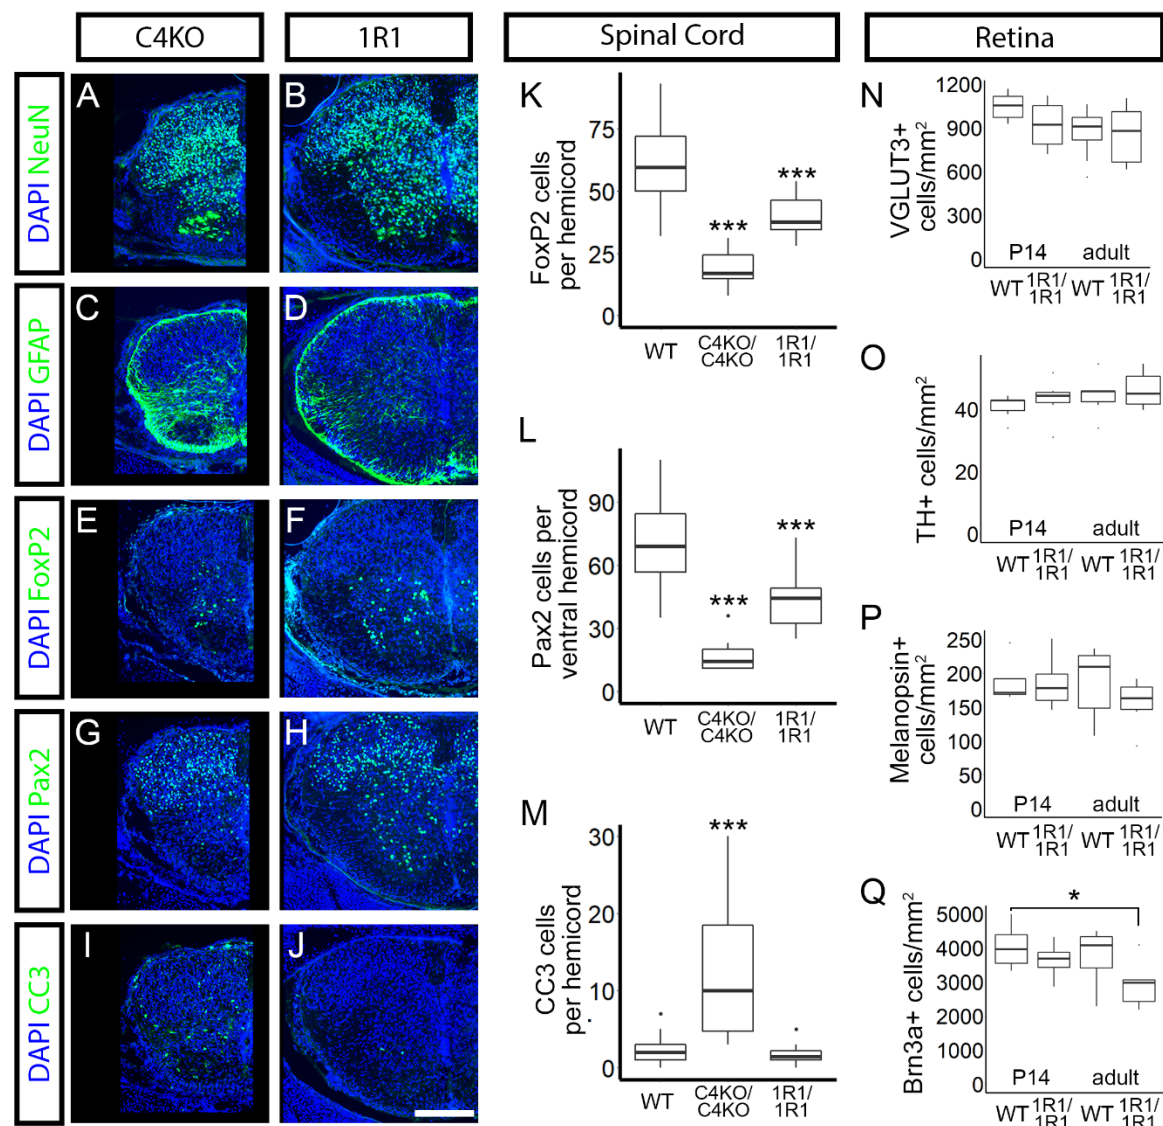 C4KO
1R1
Spinal Cord
Retina
DAPI NeuN
A
B
DAPI GFAP
C
D
DAPI FoxP2
E
F
DAPI Pax2
G
H
DAPI CC3
I
J
K
FoxP2 cells
per hemicord
75
50
25
0
***
***
WT
C4KO/
C4KO
1R1/
1R1
L
Pax2 cells per
ventral hemicord
90
60
30
0
***
***
WT
C4KO/
C4KO
1R1/
1R1
M
CC3 cells
per hemicord
30
20
10
0
***
WT
C4KO/
C4KO
1R1/
1R1
N
VGLUT3+
cells/mm²
1200
900
600
300
0
P14
adult
WT 1R1/ WT 1R1/
1R1 1R1
O
TH+ cells/mm²
40
20
0
P14
adult
WT 1R1/ WT 1R1/
1R1 1R1
P
Melanopsin+
cells/mm²
250
200
150
100
50
0
P14
adult
WT 1R1/ WT 1R1/
1R1 1R1
Q
Brn3a+ cells/mm²
5000
4000
3000
2000
1000
0
*
P14
adult
WT 1R1/ WT 1R1/
1R1 1R1